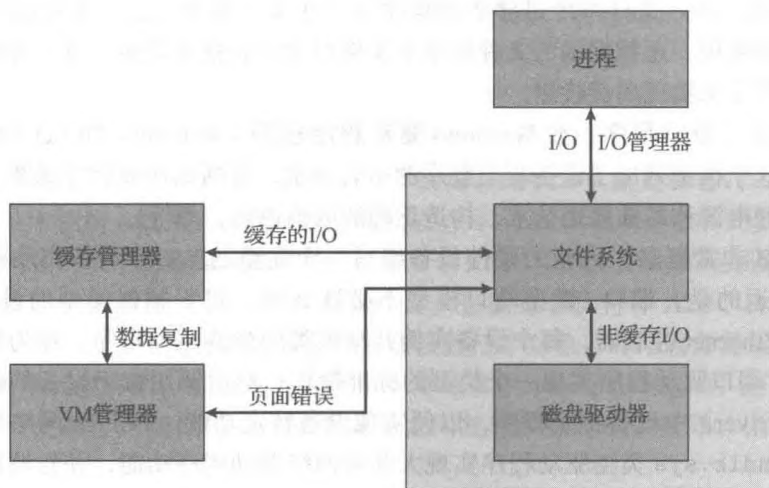 进程
I/O I/O管理器
缓存管理器
缓存的I/O
文件系统
数据复制
非缓存I/O
VM管理器
页面错误
磁盘驱动器